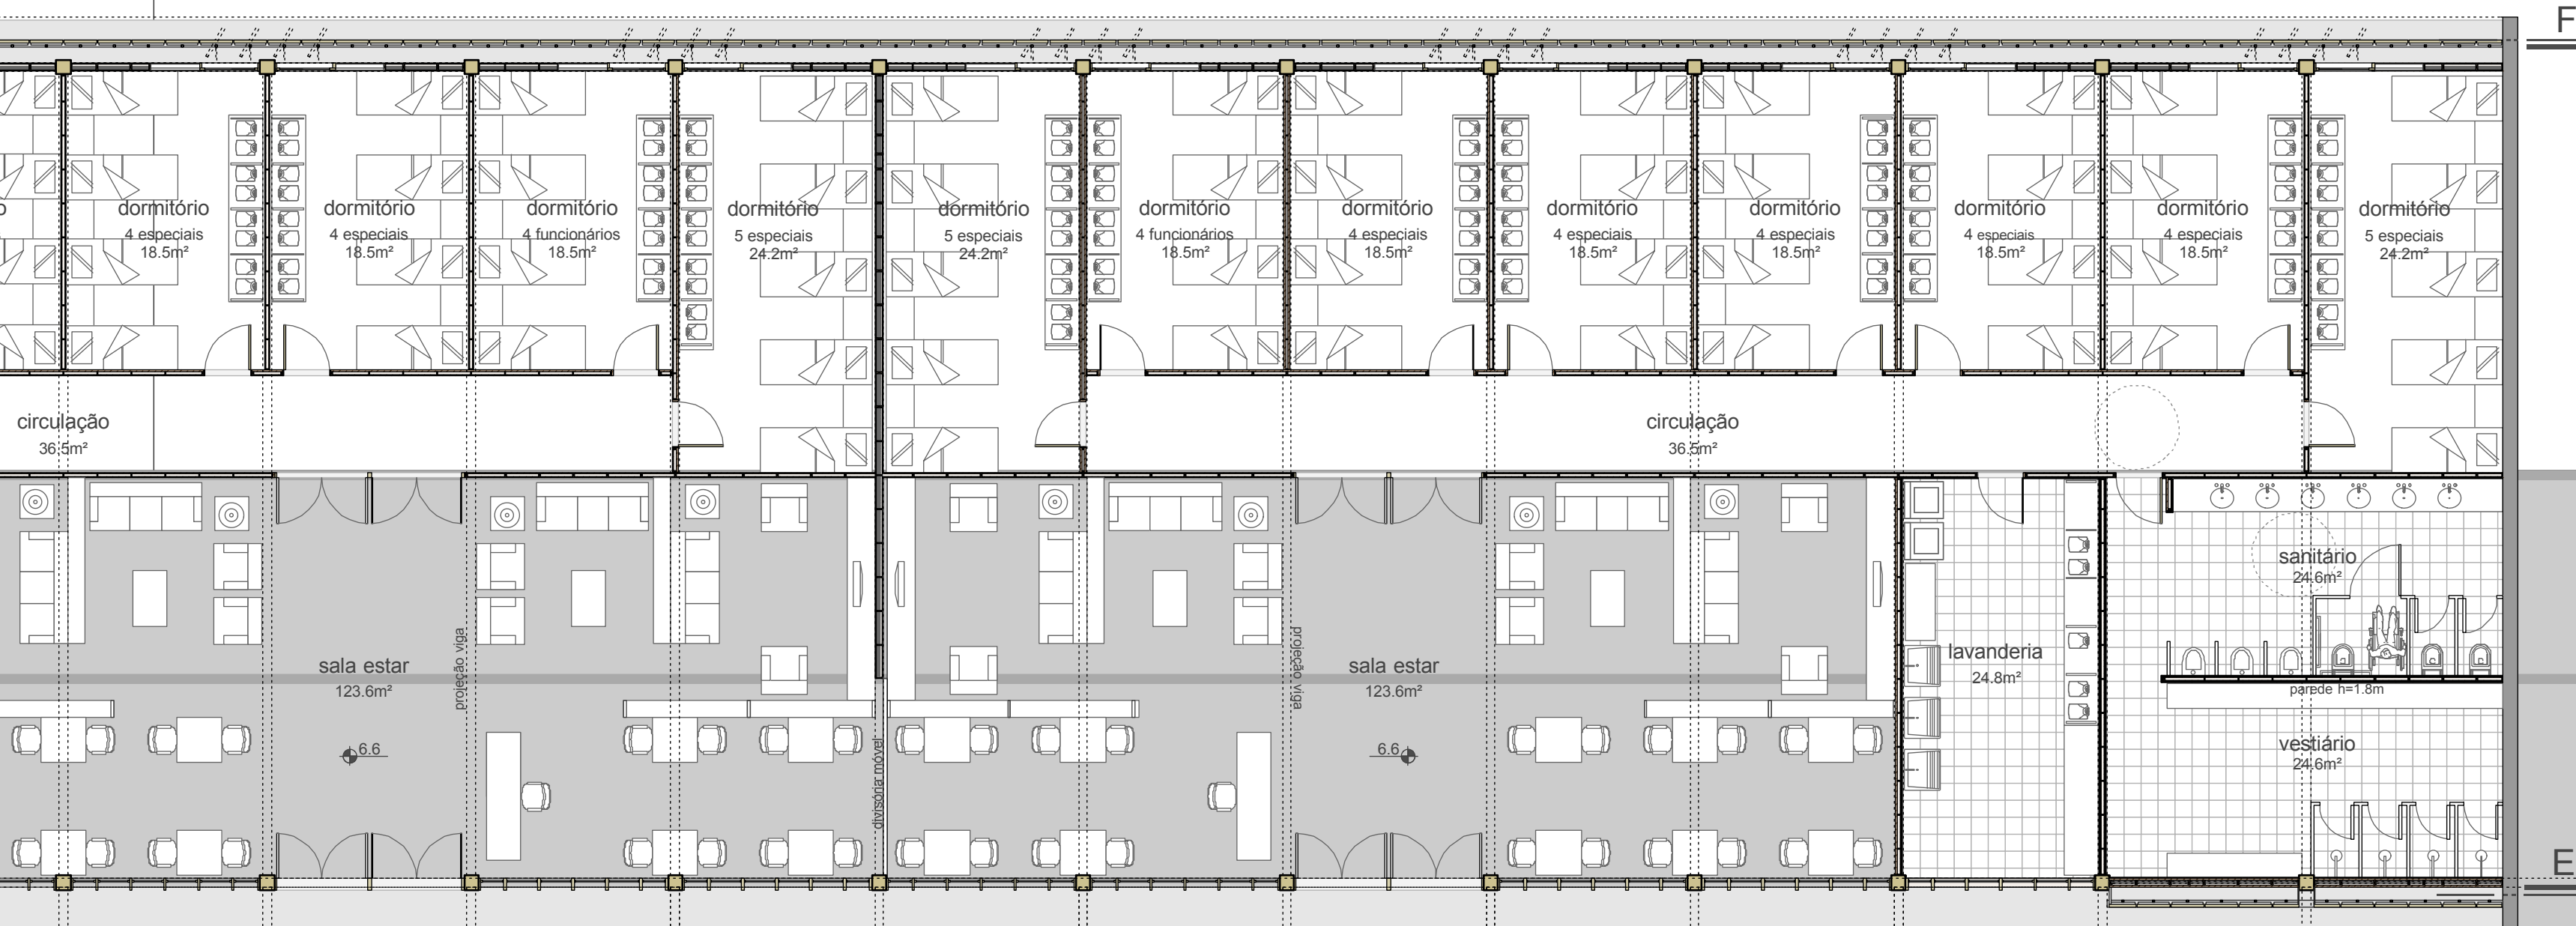 F
dormitório
4 especiais
18.5m²
dormitório
4 especiais
18.5m²
dormitório
4 funcionários
18.5m²
dormitório
5 especiais
24.2m²
dormitório
5 especiais
24.2m²
dormitório
4 funcionários
18.5m²
dormitório
4 especiais
18.5m²
dormitório
4 especiais
18.5m²
dormitório
4 especiais
18.5m²
dormitório
4 especiais
18.5m²
dormitório
4 especiais
18.5m²
dormitório
5 especiais
24.2m²
circulação
36.5m²
circulação
36.5m²
sala estar
123.6m²
6.6
projeção viga
divisória móvel
projeção viga
sala estar
123.6m²
6.6
lavanderia
24.8m²
sanitário
24.6m²
parede h=1.8m
vestiário
24.6m²
E